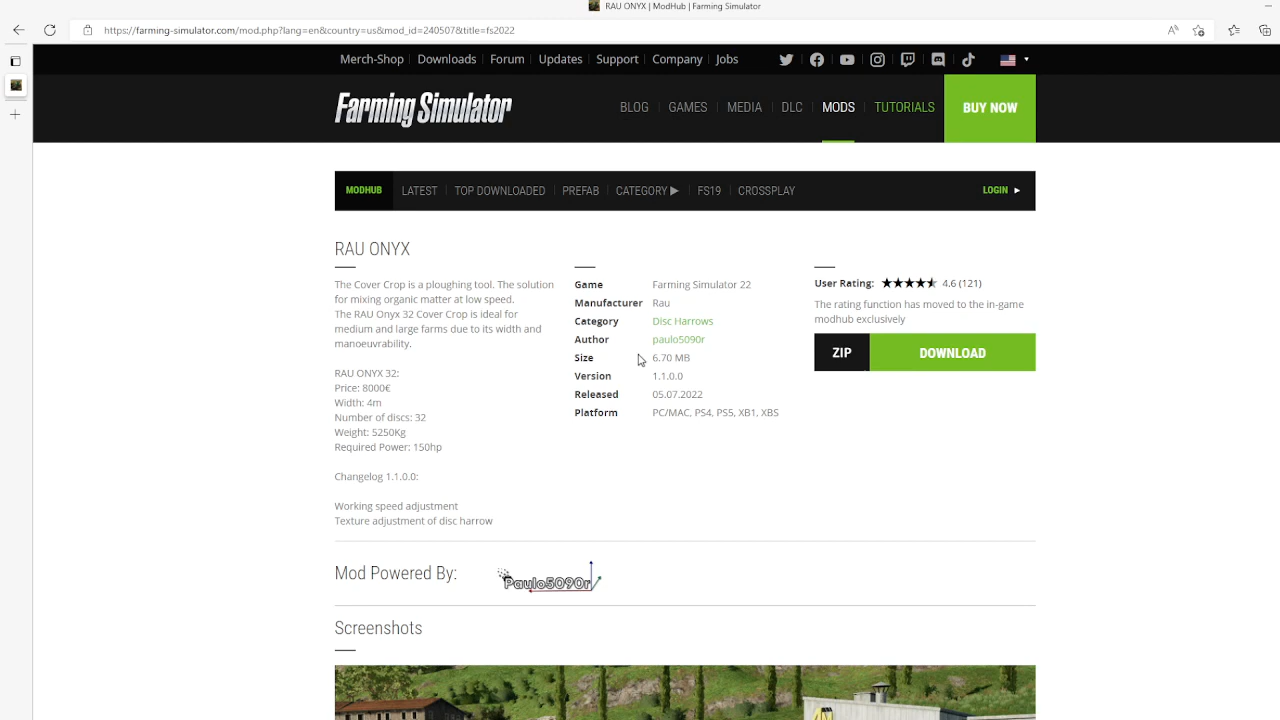 RAU ONYX | ModHub | Farming Simulator
https://farming-simulator.com/mod.php?lang=en&country=us&mod_id=240507&title=fs2022
Merch-Shop Downloads Forum Updates Support Company Jobs
Farming Simulator
BLOG GAMES MEDIA DLC MODS TUTORIALS BUY NOW
MODHUB LATEST TOP DOWNLOADED PREFAB CATEGORY ▶ FS19 CROSSPLAY LOGIN ▶
RAU ONYX
The Cover Crop is a ploughing tool. The solution
for mixing organic matter at low speed.
The RAU Onyx 32 Cover Crop is ideal for
medium and large farms due to its width and
manoeuvrability.
RAU ONYX 32:
Price: 8000€
Width: 4m
Number of discs: 32
Weight: 5250Kg
Required Power: 150hp
Changelog 1.1.0.0:
Working speed adjustment
Texture adjustment of disc harrow
Game Farming Simulator 22
Manufacturer Rau
Category Disc Harrows
Author paulo5090r
Size 6.70 MB
Version 1.1.0.0
Released 05.07.2022
Platform PC/MAC, PS4, PS5, XB1, XBS
User Rating: 4.6 (121)
The rating function has moved to the in-game
modhub exclusively
ZIP DOWNLOAD
Mod Powered By: Paulo5090r
Screenshots